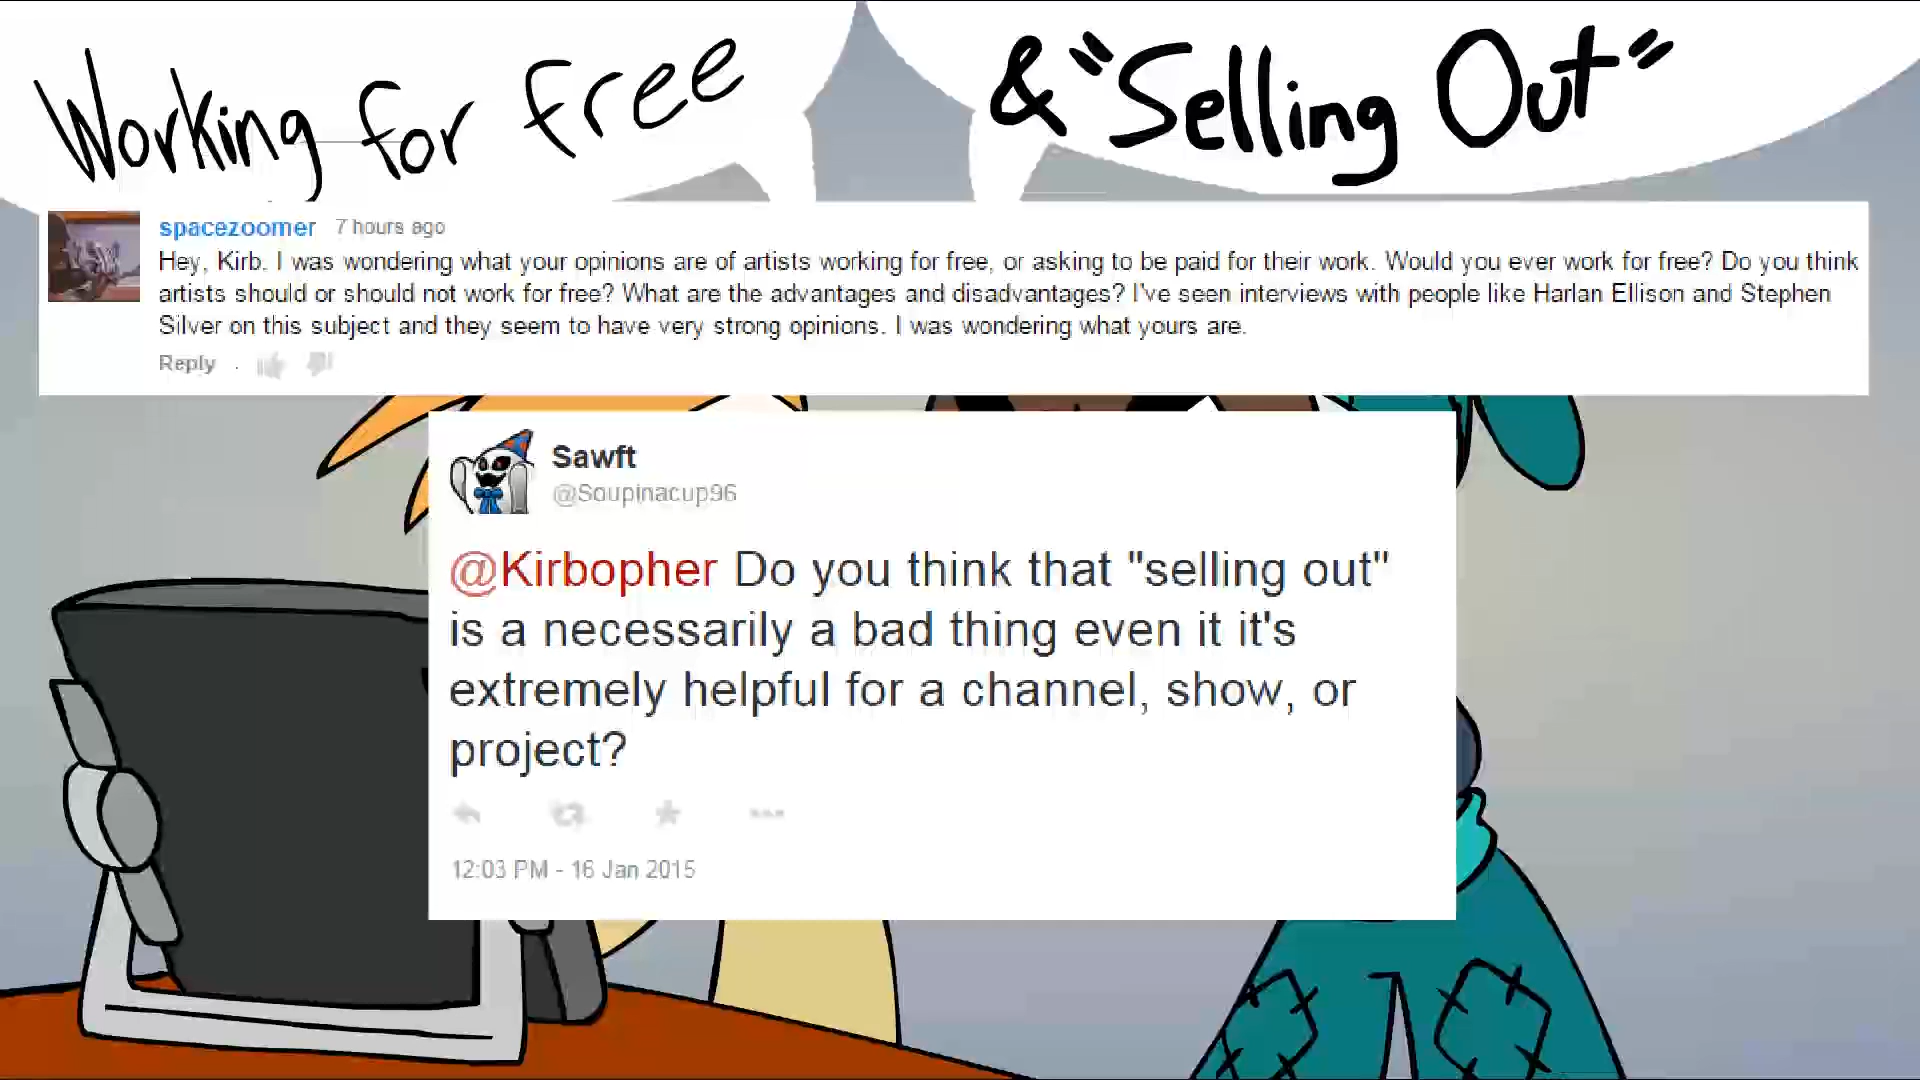 Working for free & "Selling Out"
spacezoomer 7 hours ago
Hey, Kirb. I was wondering what your opinions are of artists working for free, or asking to be paid for their work. Would you ever work for free? Do you think
artists should or should not work for free? What are the advantages and disadvantages? I've seen interviews with people like Harlan Ellison and Stephen
Silver on this subject and they seem to have very strong opinions. I was wondering what yours are.
Reply ·
Sawft
@Soupinacup96
@Kirbopher Do you think that "selling out"
is a necessarily a bad thing even it it's
extremely helpful for a channel, show, or
project?
12:03 PM - 16 Jan 2015